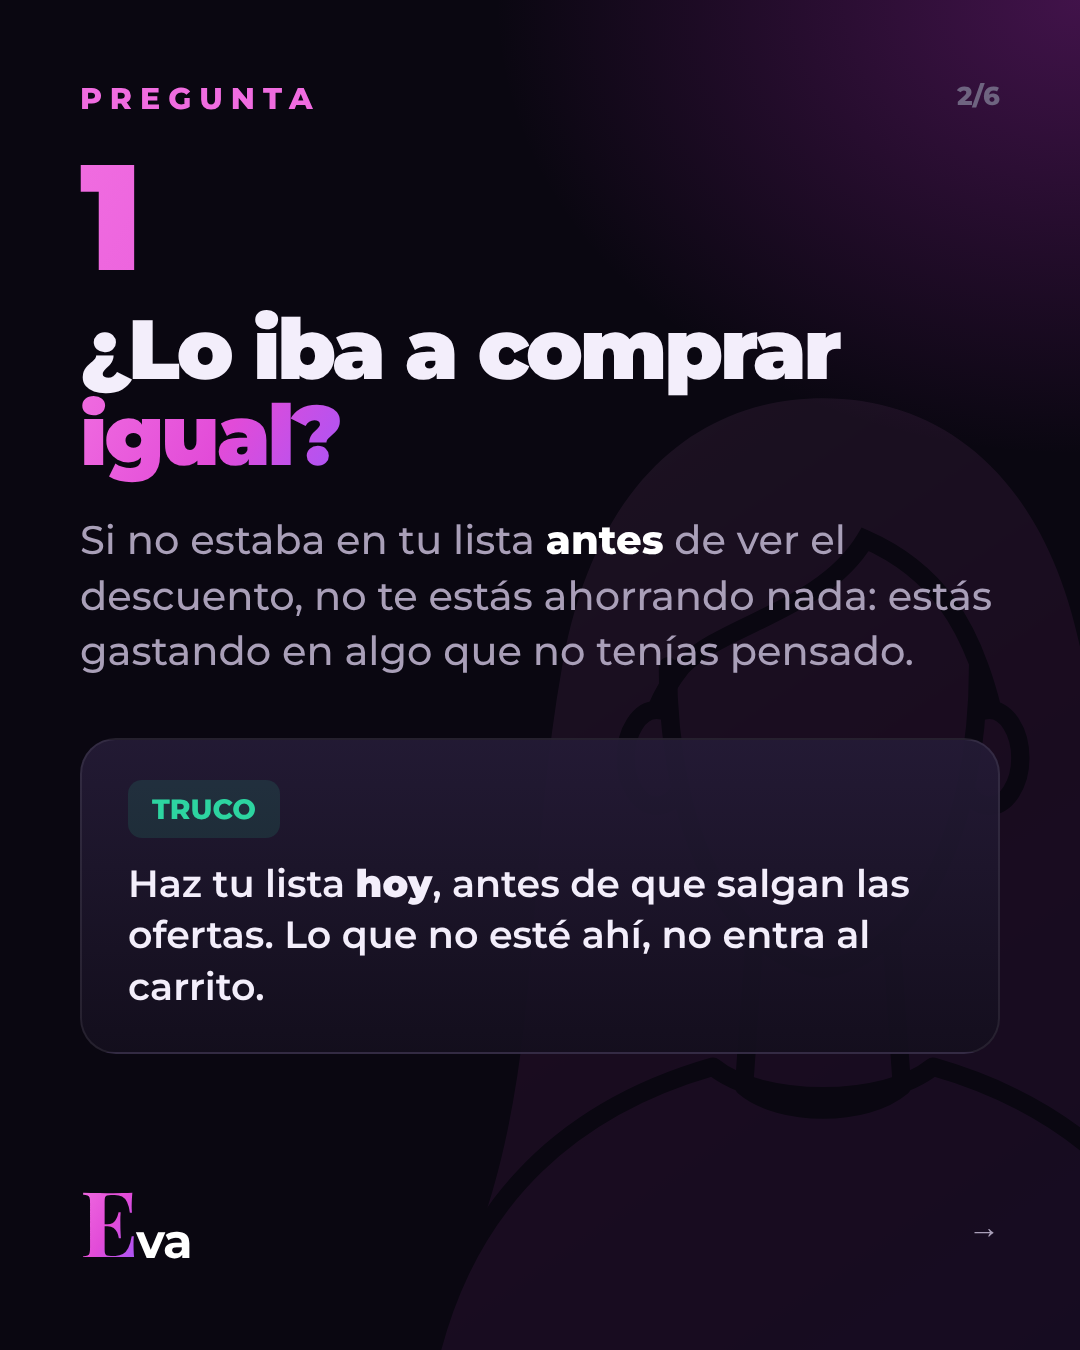 PREGUNTA
2/6
1
¿Lo iba a comprar
igual?
Si no estaba en tu lista antes de ver el
descuento, no te estás ahorrando nada: estás
gastando en algo que no tenías pensado.
TRUCO
Haz tu lista hoy, antes de que salgan las
ofertas. Lo que no esté ahí, no entra al
carrito.
Eva
→